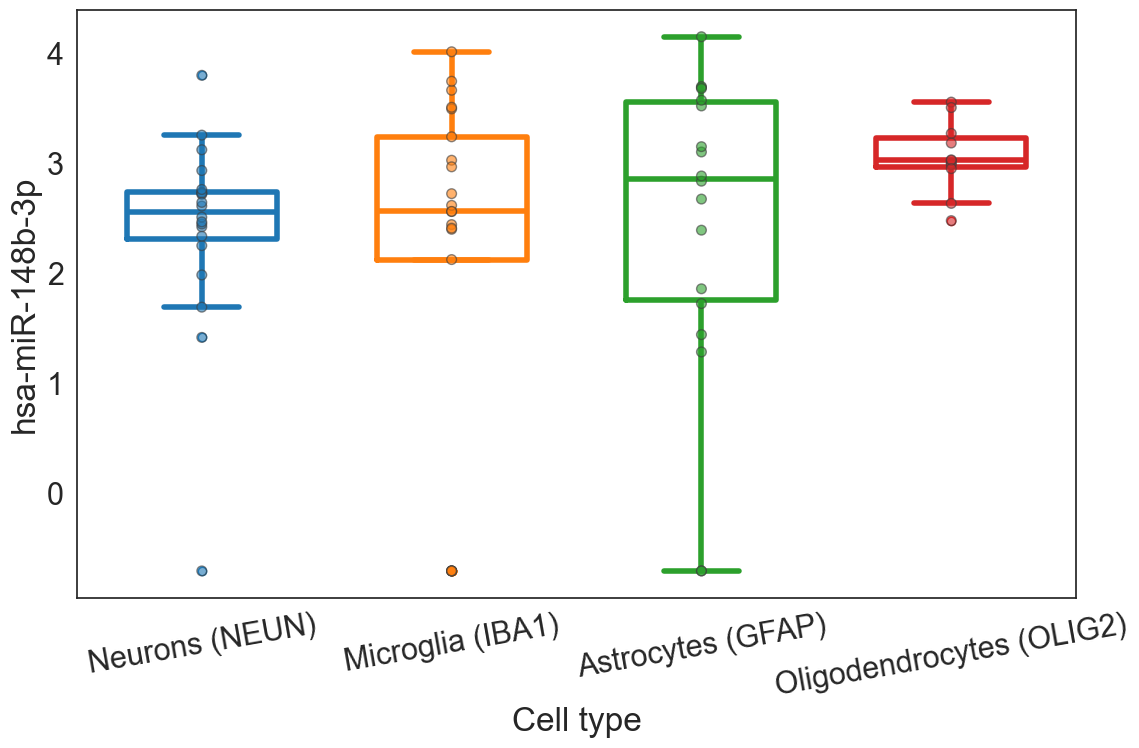 hsa-miR-148b-3p
4
3
2
1
0
Neurons (NEUN)
Microglia (IBA1)
Astrocytes (GFAP)
Oligodendrocytes (OLIG2)
Cell type